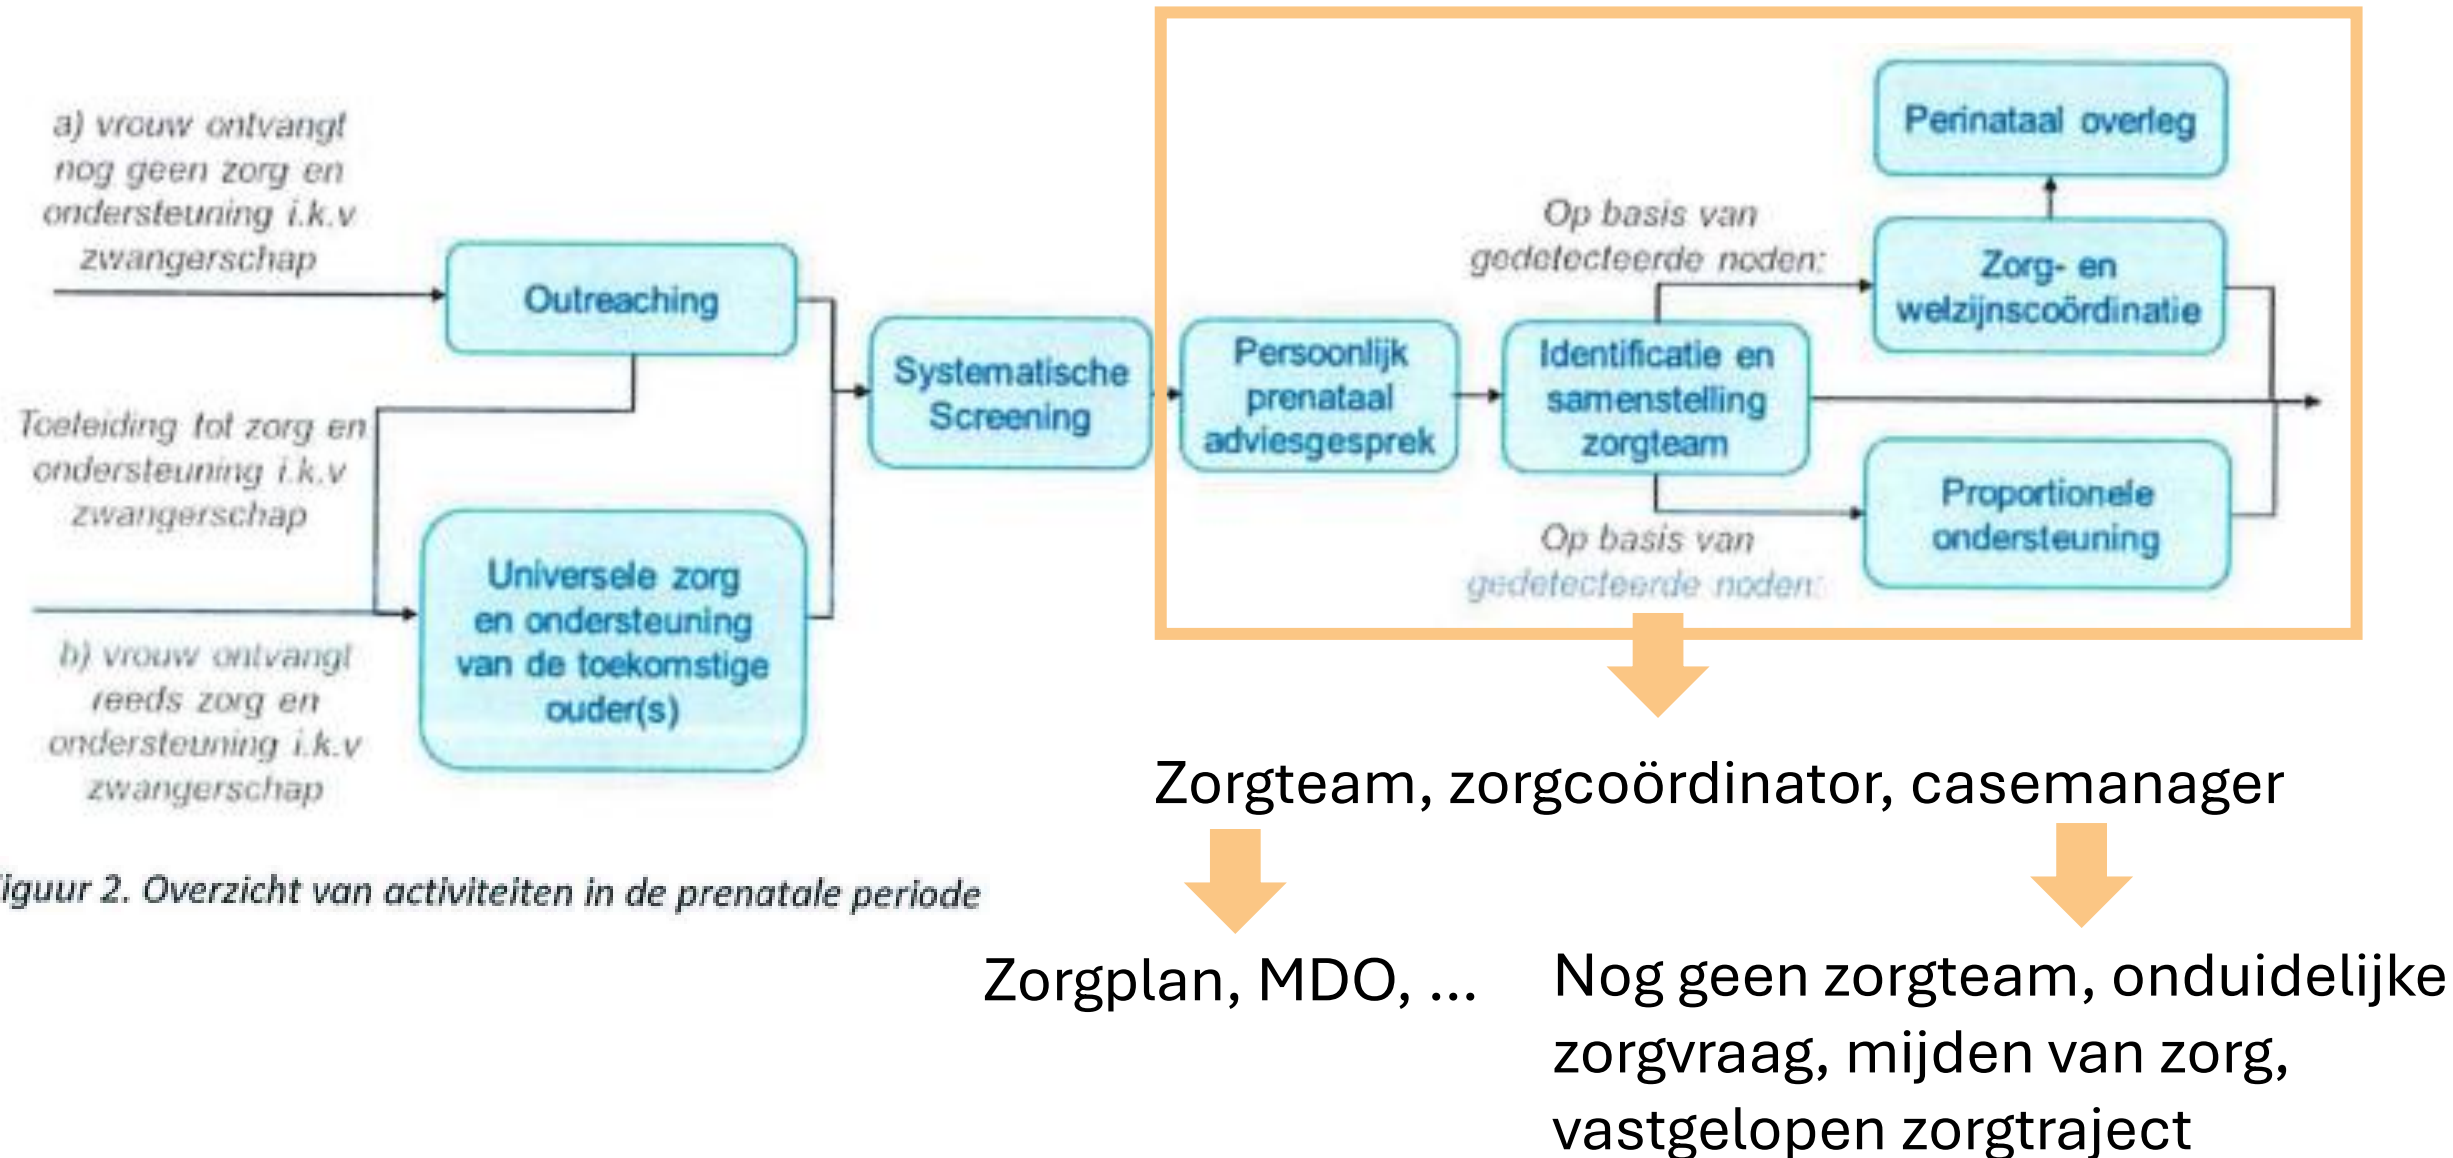 a) vrouw ontvangt
nog geen zorg en
ondersteuning i.k.v
zwangerschap
Outreaching
Toeleiding tot zorg en
ondersteuning i.k.v
zwangerschap
Universele zorg
en ondersteuning
van de toekomstige
ouder(s)
b) vrouw ontvangt
reeds zorg en
ondersteuning i.k.v
zwangerschap
Systematische
Screening
Persoonlijk
prenataal
adviesgesprek
Identificatie en
samenstelling
zorgteam
Op basis van
gedetecteerde noden:
Perinataal overleg
Zorg- en
welzijnscoördinatie
Op basis van
gedetecteerde noden:
Proportionele
ondersteuning
iguur 2. Overzicht van activiteiten in de prenatale periode
Zorgteam, zorgcoördinator, casemanager
Zorgplan, MDO, ...
Nog geen zorgteam, onduidelijke
zorgvraag, mijden van zorg,
vastgelopen zorgtraject